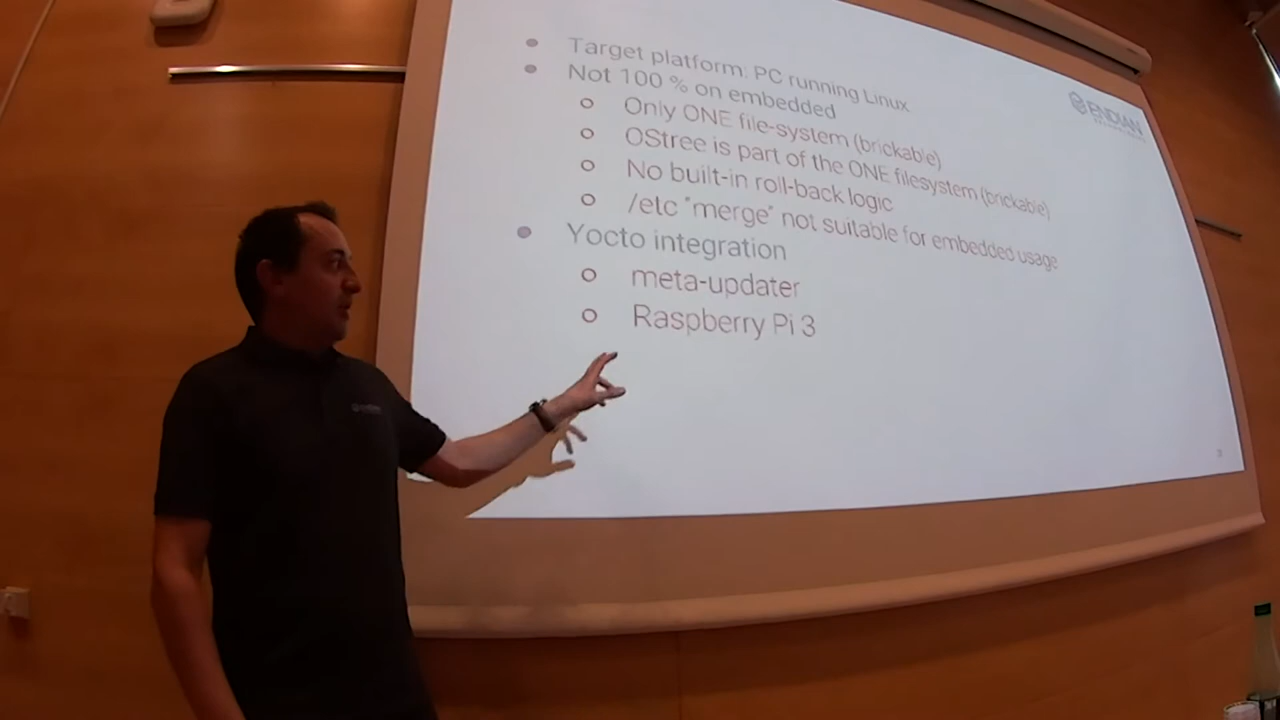 Target platform: PC running Linux
Not 100 % on embedded
Only ONE file-system (brickable)
OStree is part of the ONE filesystem (brickable)
No built-in roll-back logic
/etc "merge" not suitable for embedded usage
Yocto integration
meta-updater
Raspberry Pi 3
ENDIAN